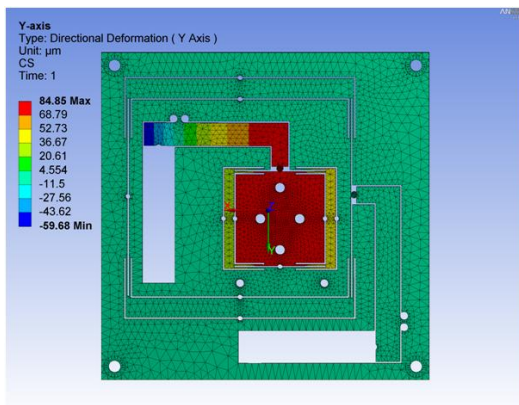 AN
Y-axis
Type: Directional Deformation ( Y Axis )
Unit: µm
CS
Time: 1
84.85 Max
68.79
52.73
36.67
20.61
4.554
-11.5
-27.56
-43.62
-59.68 Min
Y